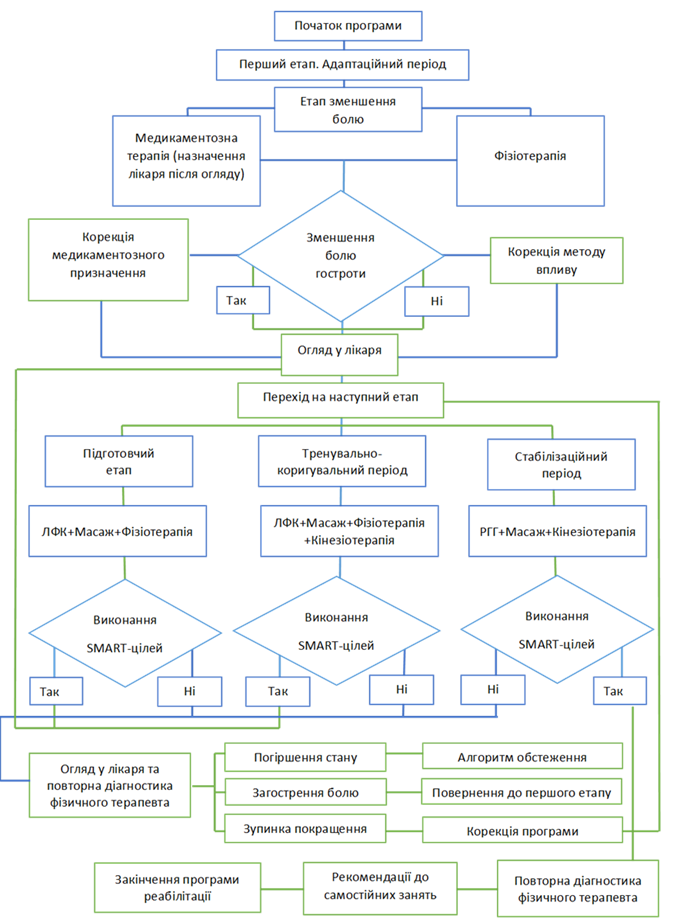 Початок програми
Перший етап. Адаптаційний період
Етап зменшення
болю
Медикаментозна
терапія (назначення
лікаря після огляду)
Фізіотерапія
Зменшення
болю
гостроти
Корекція
медикаментозного
призначення
Корекція методу
впливу
Так
Ні
Огляд у лікаря
Перехід на наступний етап
Підготовчий
етап
Тренувально-
коригувальний період
Стабілізаційний
період
ЛФК+Масаж+Фізіотерапія
ЛФК+Масаж+Фізіотерапія
+Кінезіотерапія
РГГ+Масаж+Кінезіотерапія
Виконання
SMART-цілей
Виконання
SMART-цілей
Виконання
SMART-цілей
Так
Ні
Так
Ні
Ні
Так
Огляд у лікаря та
повторна діагностика
фізичного терапевта
Погіршення стану
Алгоритм обстеження
Загострення болю
Повернення до першого етапу
Зупинка покращення
Корекція програми
Закінчення програми
реабілітації
Рекомендації до
самостійних занять
Повторна діагностика
фізичного терапевта